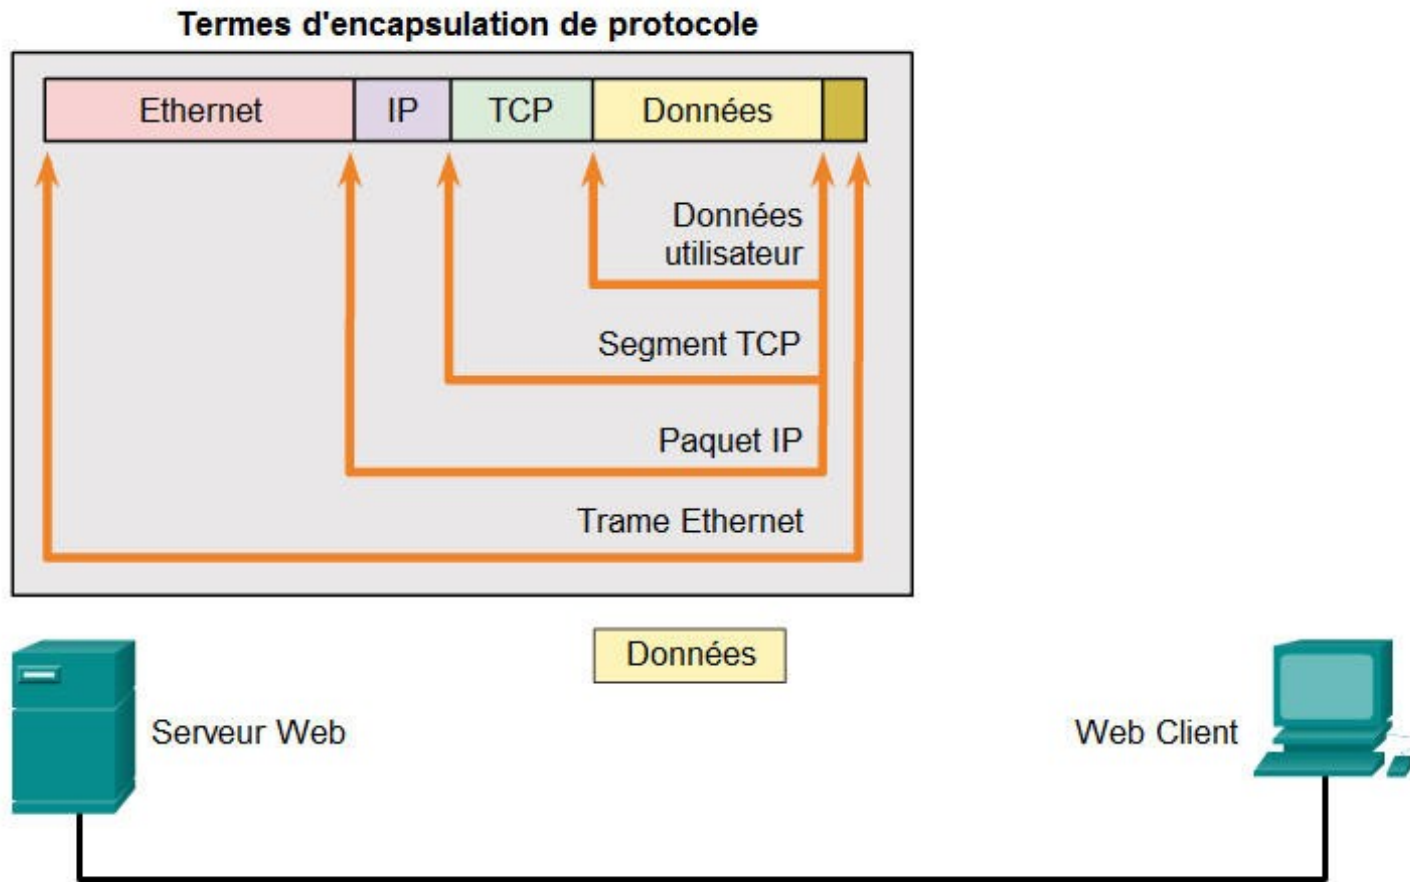 Termes d'encapsulation de protocole
Ethernet IP TCP Données
Données
utilisateur
Segment TCP
Paquet IP
Trame Ethernet
Données
Serveur Web
Web Client